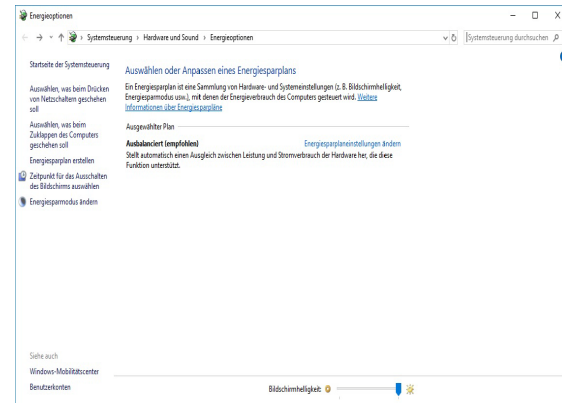 Energieoptionen
Systemsteuerung › Hardware und Sound › Energieoptionen
Systemsteuerung durchsuchen
Startseite der Systemsteuerung
Auswählen, was beim Drücken
von Netzschaltern geschehen
soll
Auswählen, was beim
Zuklappen des Computers
geschehen soll
Energiesparplan erstellen
Zeitpunkt für das Ausschalten
des Bildschirms auswählen
Energiesparmodus ändern
Auswählen oder Anpassen eines Energiesparplans
Ein Energiesparplan ist eine Sammlung von Hardware- und Systemeinstellungen (z. B. Bildschirmhelligkeit,
Energiesparmodus usw.), mit denen der Energieverbrauch des Computers gesteuert wird. Weitere
Informationen über Energiesparpläne
Ausgewählter Plan
Ausbalanciert (empfohlen) Energiesparplaneinstellungen ändern
Stellt automatisch einen Ausgleich zwischen Leistung und Stromverbrauch der Hardware her, die diese
Funktion unterstützt.
Siehe auch
Windows-Mobilitätscenter
Benutzerkonten
Bildschirmhelligkeit: